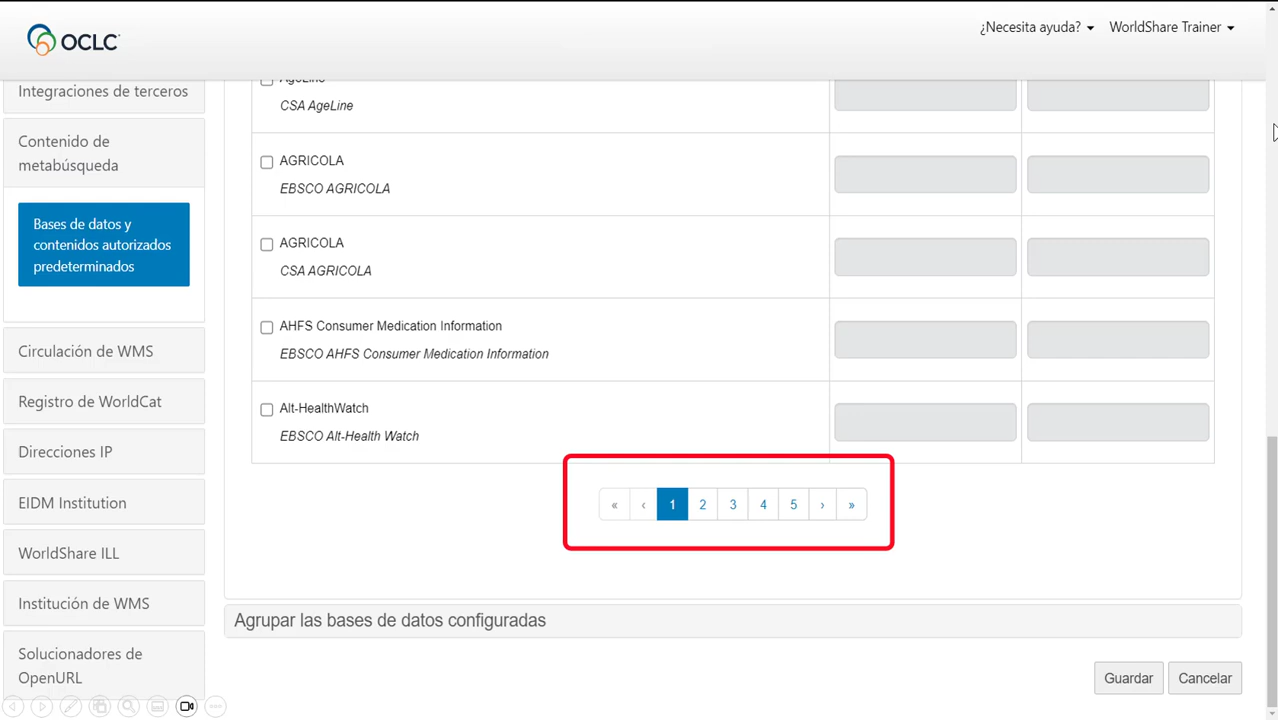 OCLC
¿Necesita ayuda?
WorldShare Trainer
Integraciones de terceros
Contenido de
metabúsqueda
Bases de datos y
contenidos autorizados
predeterminados
Circulación de WMS
Registro de WorldCat
Direcciones IP
EIDM Institution
WorldShare ILL
Institución de WMS
Solucionadores de
OpenURL
AgeLine
CSA AgeLine
AGRICOLA
EBSCO AGRICOLA
AGRICOLA
CSA AGRICOLA
AHFS Consumer Medication Information
EBSCO AHFS Consumer Medication Information
Alt-HealthWatch
EBSCO Alt-Health Watch
« ‹ 1 2 3 4 5 › »
Agrupar las bases de datos configuradas
Guardar Cancelar